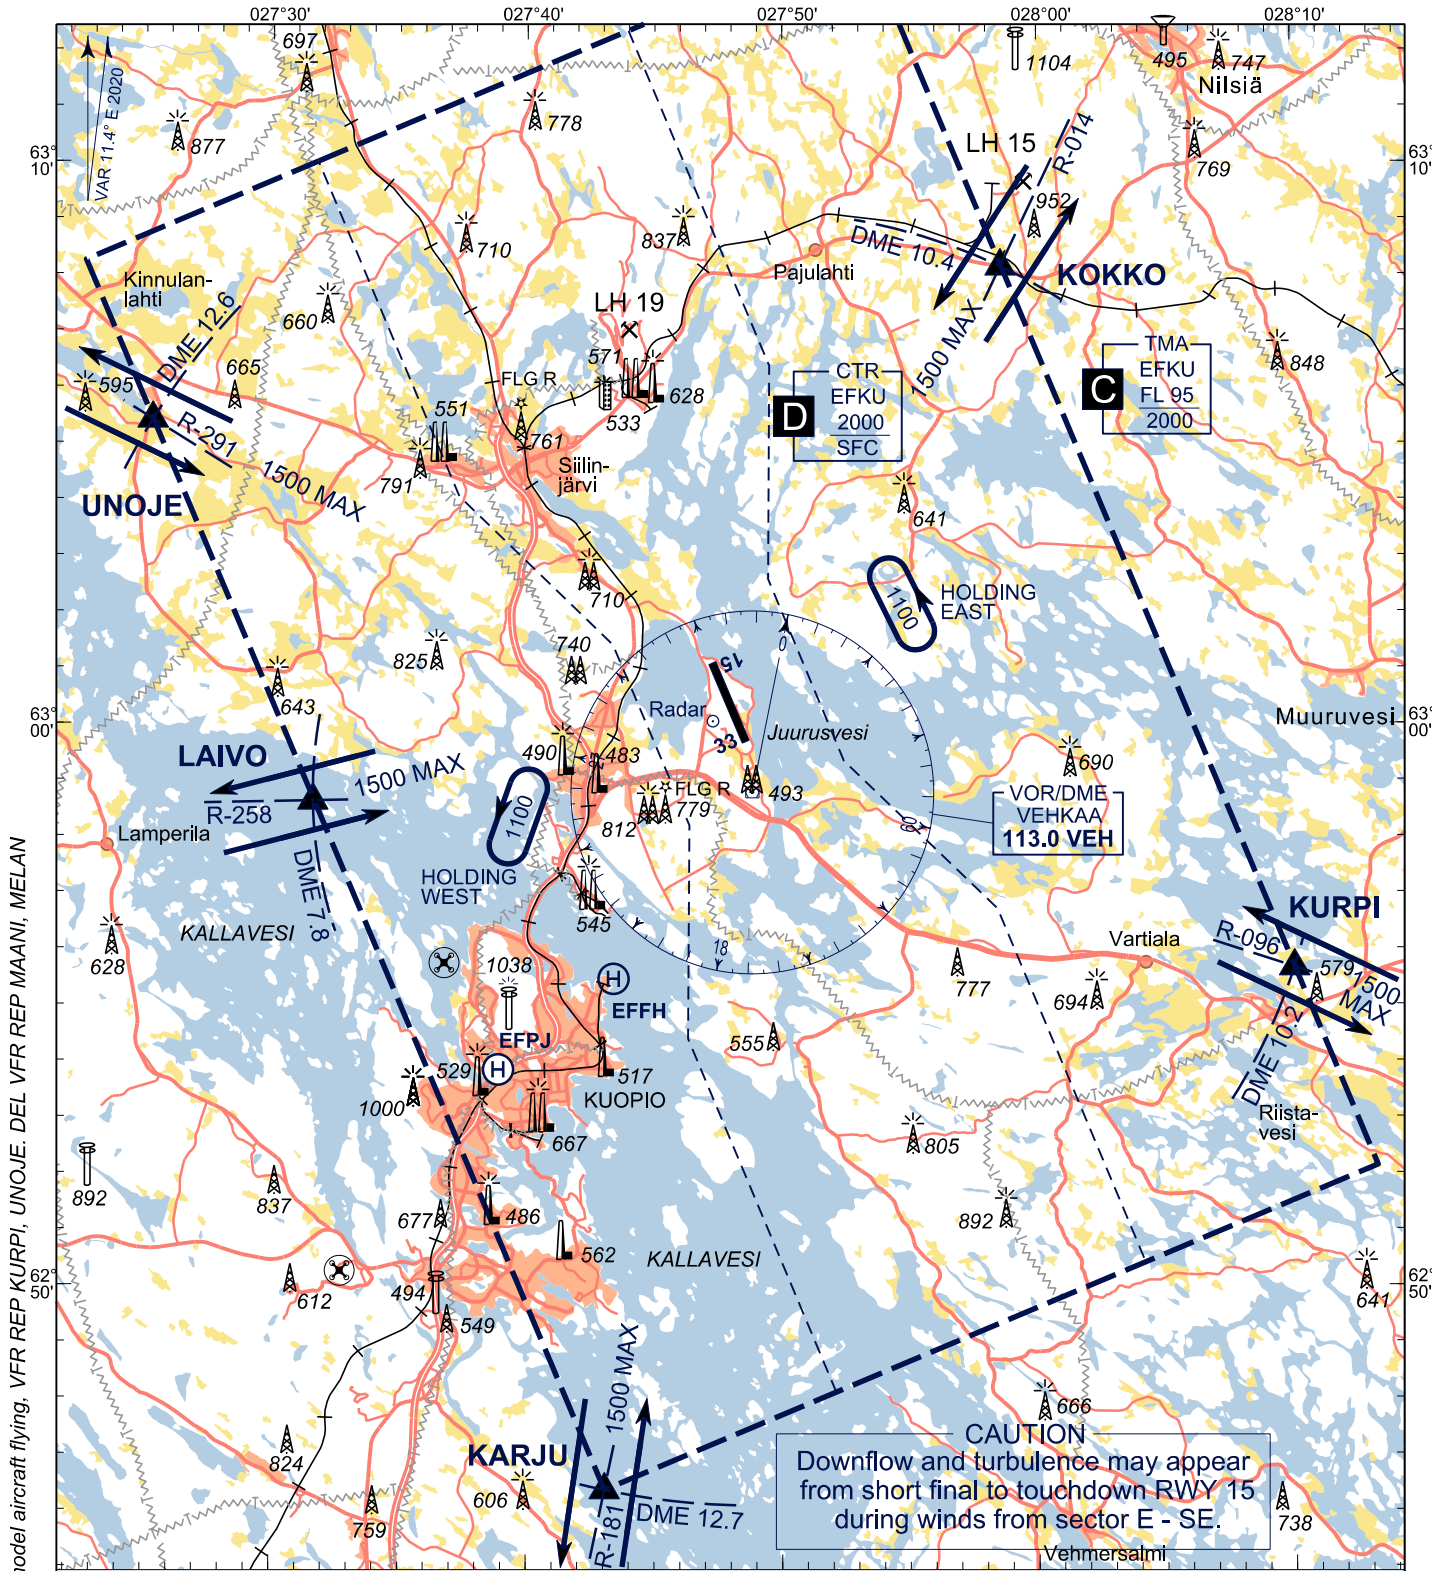 027°30'
027°40'
027°50'
028°00'
028°10'
697
1104
495
747
Nilsiä
VAR 11.4° E 2020
877
778
LH 15
R-014
769
63°
10'
63°
10'
952
710
837
DME 10.4
Pajulahti
KOKKO
Kinnulan-
lahti
DME 12.6
660
LH 19
1500 MAX
595
665
571
FLG R
628
533
CTR
EFKU
2000
SFC
D
TMA
EFKU
FL 95
2000
C
848
R-291
551
761
791
Siilin-
järvi
1500 MAX
UNOJE
641
710
1100
HOLDING
EAST
740
825
15
0
643
Radar
33
Juurusvesi
Muuruvesi
63°
00'
63°
00'
LAIVO
1500 MAX
490
483
690
R-258
FLG R
493
779
812
VOR/DME
VEHKAA
113.0 VEH
09
1100
Lamperila
DME 7.8
HOLDING
WEST
KALLAVESI
545
18
KURPI
R-096
Vartiala
628
1038
EFFH
777
694
579
1500
MAX
EFPJ
H
H
555
DME 10.2
529
517
KUOPIO
1000
667
805
Riista-
vesi
892
837
677
486
892
562
KALLAVESI
612
494
549
641
62°
50'
62°
50'
1500 MAX
666
824
KARJU
606
759
R-181
DME 12.7
CAUTION
Downflow and turbulence may appear
from short final to touchdown RWY 15
during winds from sector E - SE.
738
Vehmersalmi
model aircraft flying, VFR REP KURPI, UNOJE. DEL VFR REP MAANI, MELAN